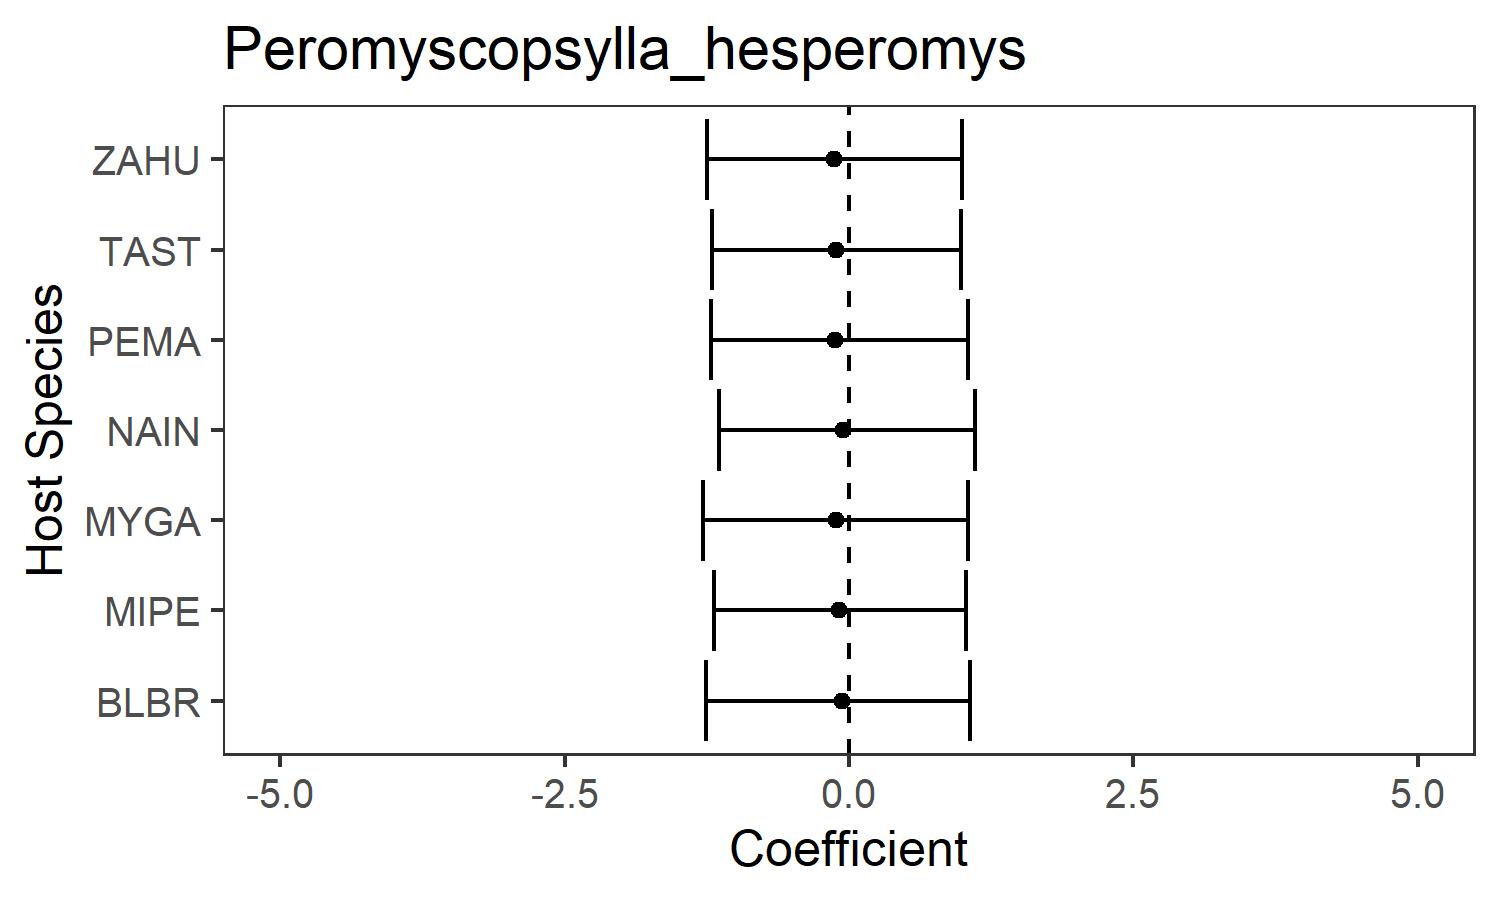 Peromyscopsylla_hesperomys
ZAHU
TAST
PEMA
NAIN
MYGA
MIPE
BLBR
Host Species
-5.0 -2.5 0.0 2.5 5.0
Coefficient